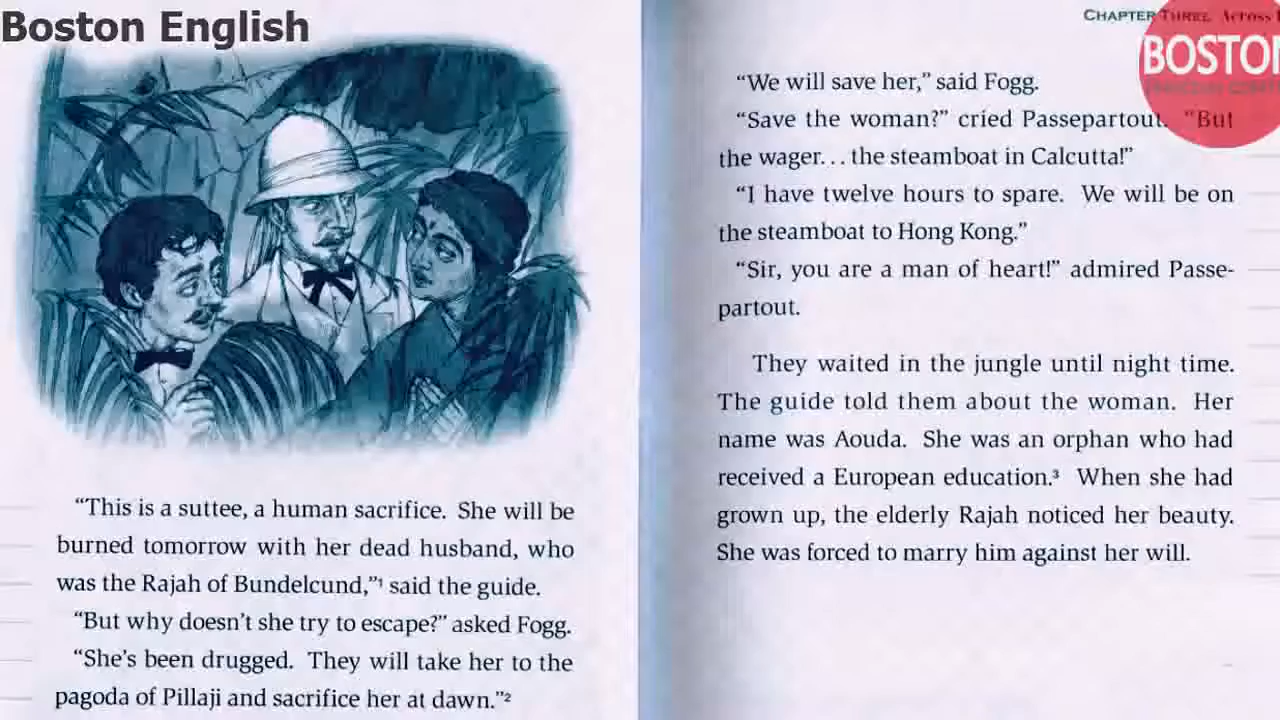 Boston English
"This is a suttee, a human sacrifice. She will be
burned tomorrow with her dead husband, who
was the Rajah of Bundelcund,"¹ said the guide.
"But why doesn't she try to escape?" asked Fogg.
"She's been drugged. They will take her to the
pagoda of Pillaji and sacrifice her at dawn."²
CHAPTER THREE Across
BOSTON
"We will save her," said Fogg.
"Save the woman?" cried Passepartout. "But
the wager... the steamboat in Calcutta!"
"I have twelve hours to spare. We will be on
the steamboat to Hong Kong."
"Sir, you are a man of heart!" admired Passe-
partout.
They waited in the jungle until night time.
The guide told them about the woman. Her
name was Aouda. She was an orphan who had
received a European education.³ When she had
grown up, the elderly Rajah noticed her beauty.
She was forced to marry him against her will.